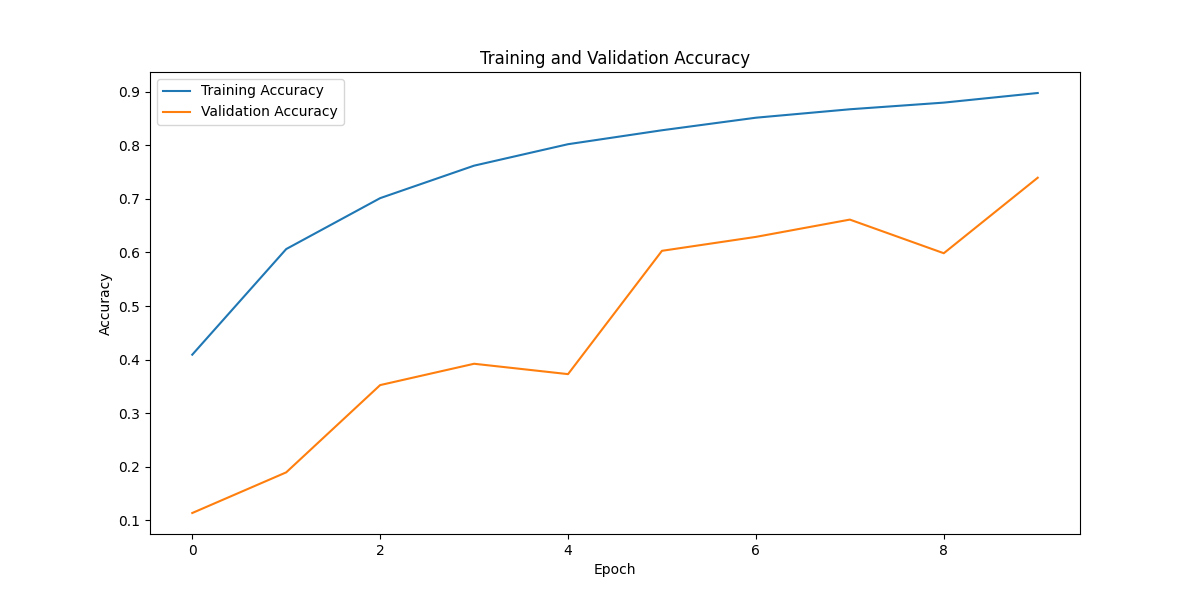 Training and Validation Accuracy
Training Accuracy
Validation Accuracy
Accuracy
0.9
0.8
0.7
0.6
0.5
0.4
0.3
0.2
0.1
0 2 4 6 8
Epoch